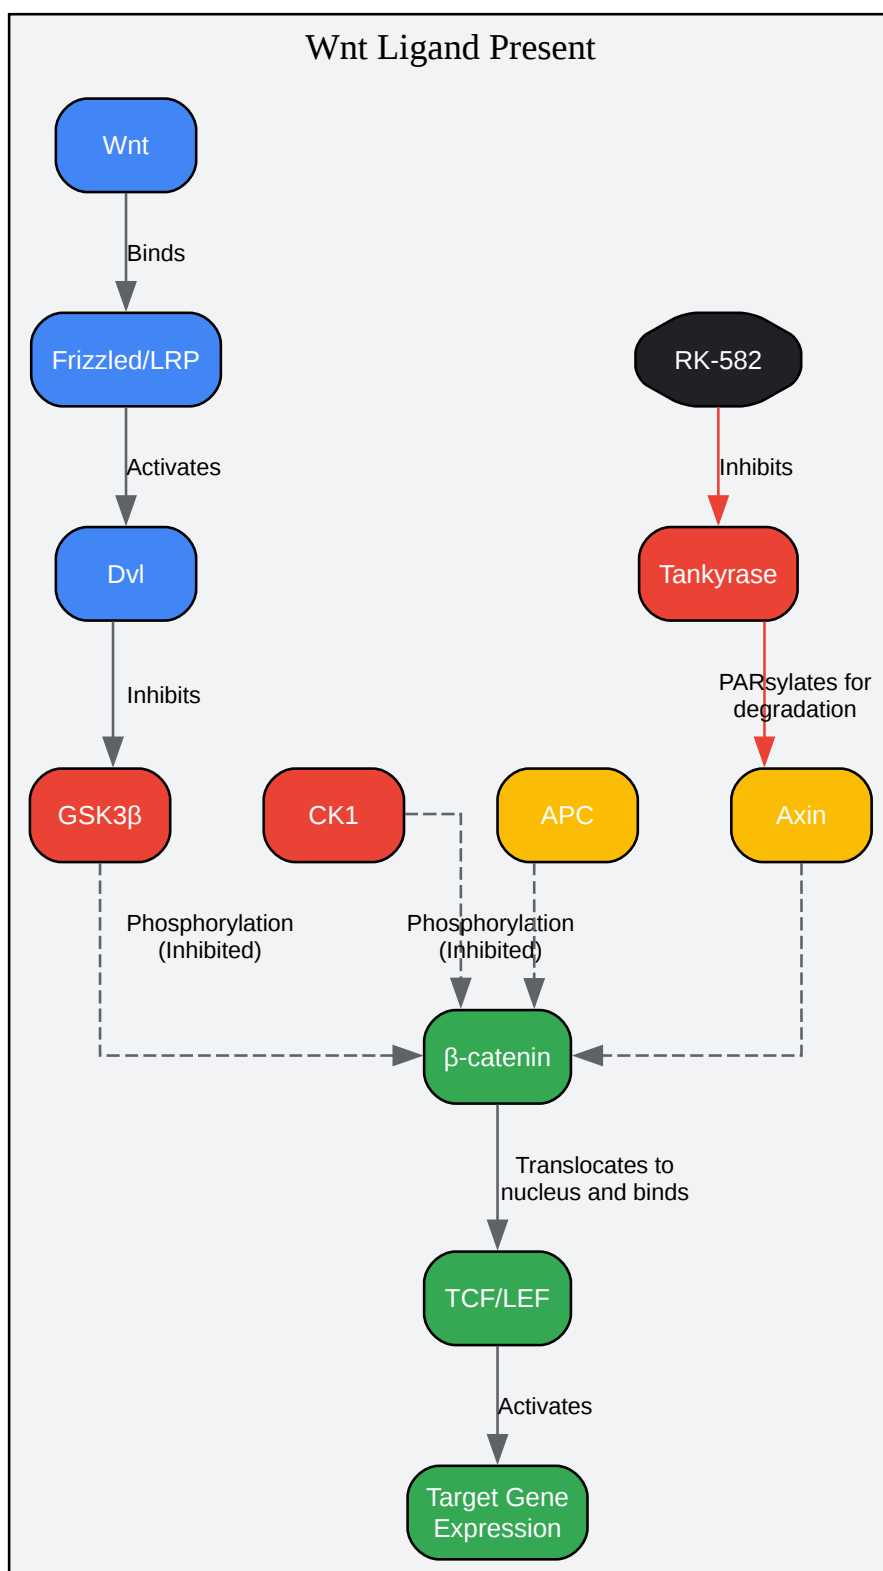 Wnt Ligand Present
Wnt
Binds
Frizzled/LRP
RK-582
Activates
Inhibits
Dvl
Tankyrase
Inhibits
PARsylates for
degradation
GSK3β
CK1
APC
Axin
Phosphorylation
(Inhibited)
Phosphorylation
(Inhibited)
β-catenin
Translocates to
nucleus and binds
TCF/LEF
Activates
Target Gene
Expression